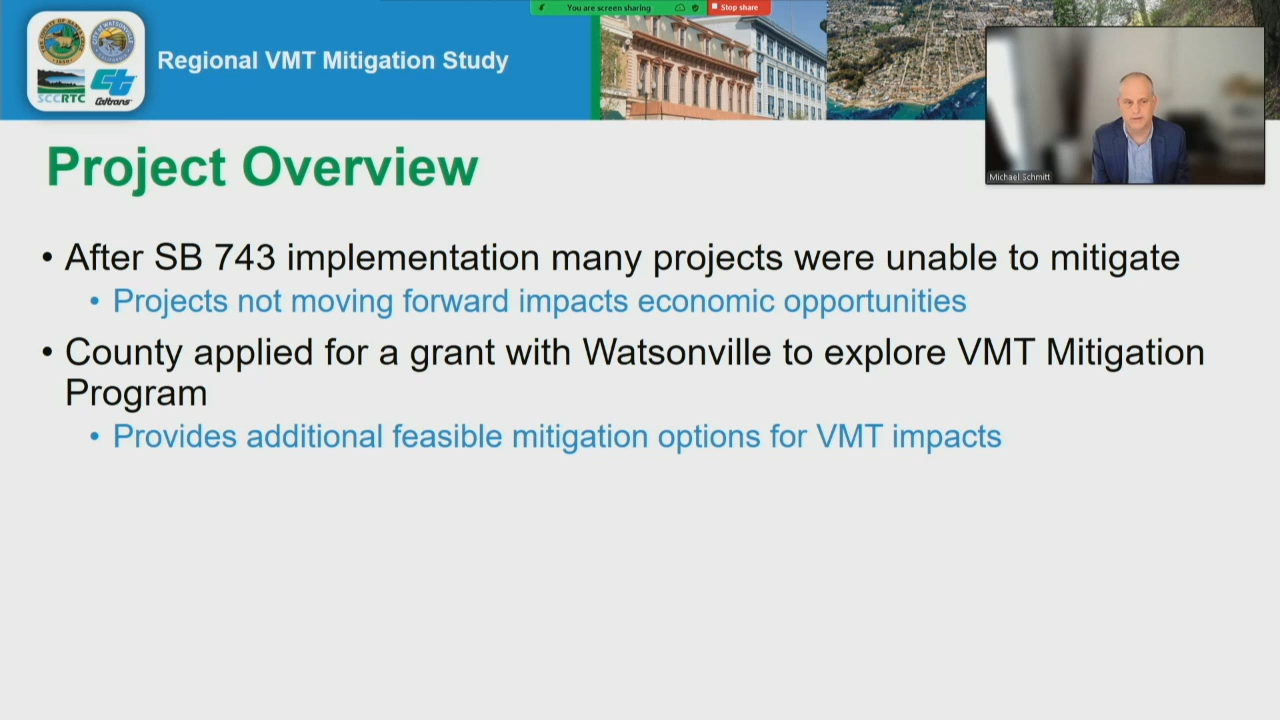 You are screen sharing
Stop share
Regional VMT Mitigation Study
SCCRTC
Caltrans
Michael Schmitt
Project Overview
• After SB 743 implementation many projects were unable to mitigate
• Projects not moving forward impacts economic opportunities
• County applied for a grant with Watsonville to explore VMT Mitigation
Program
• Provides additional feasible mitigation options for VMT impacts